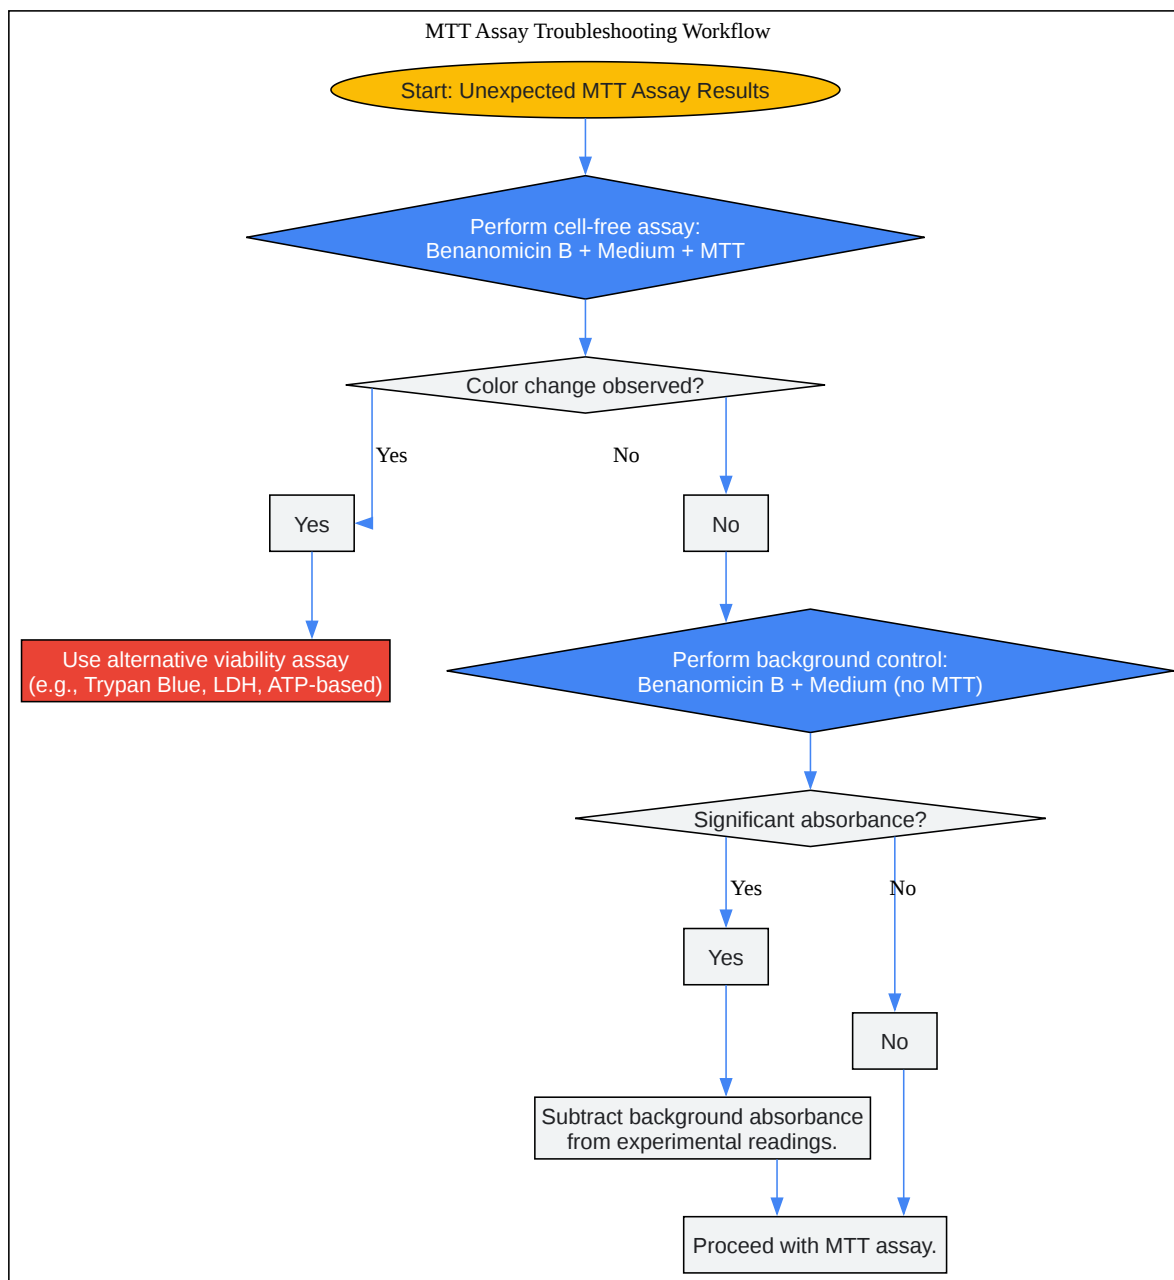 MTT Assay Troubleshooting Workflow
Start: Unexpected MTT Assay Results
Perform cell-free assay:
Benanomicin B + Medium + MTT
Color change observed?
Yes
No
Yes
No
Use alternative viability assay
(e.g., Trypan Blue, LDH, ATP-based)
Perform background control:
Benanomicin B + Medium (no MTT)
Significant absorbance?
Yes
No
Yes
No
Subtract background absorbance
from experimental readings.
Proceed with MTT assay.